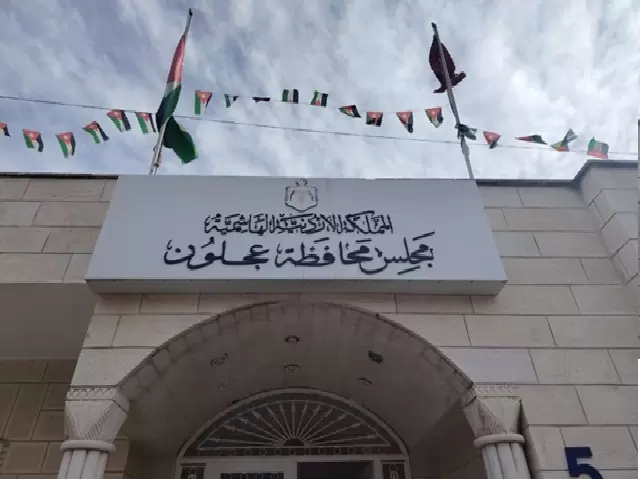 المملكة الأردنية الهاشمية
مجلس محافظة عجلون
5